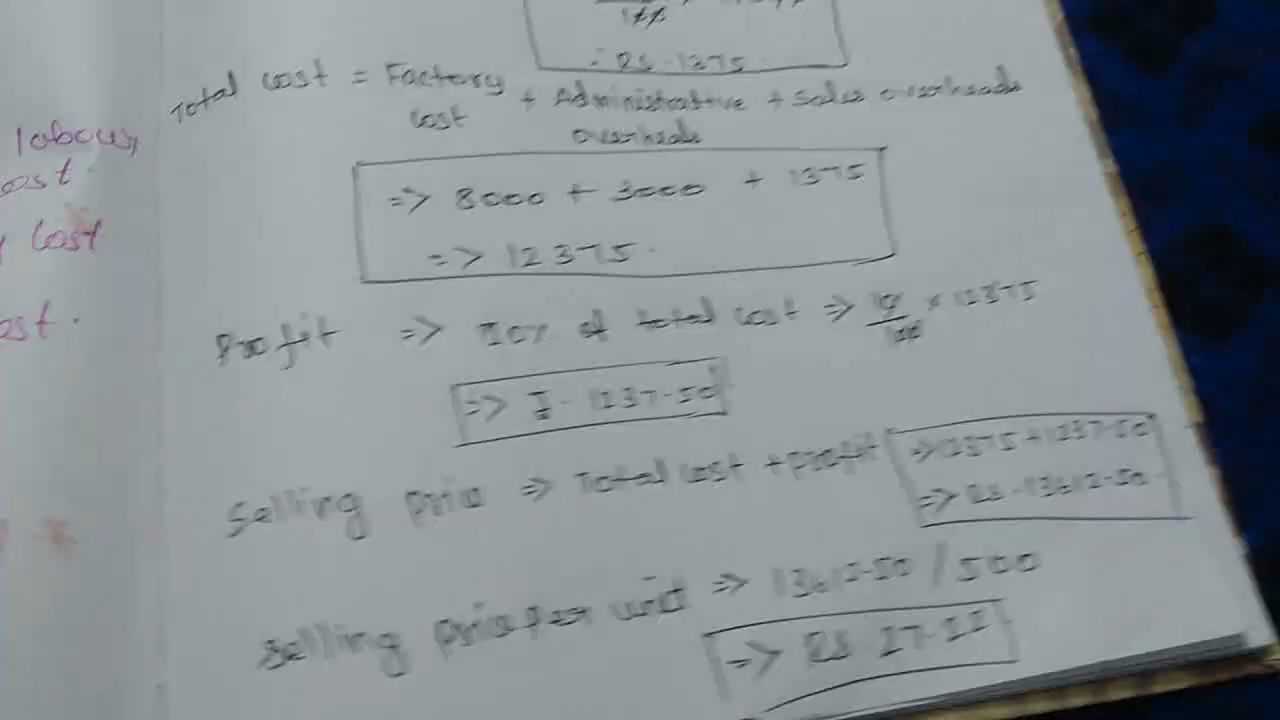 100
∴ Rs. 1375
Total cost = Factory cost + Administrative overheads + Sales overheads
=> 8000 + 3000 + 1375
=> 12375.
labour,
cost.
cost
Profit => 10% of total cost => 10/100 × 12375
=> 1237.50
Selling price => Total cost + profit => 12375 + 1237.50
=> Rs. 13612.50
Selling price per unit => 13612.50 / 500
=> Rs 27.22